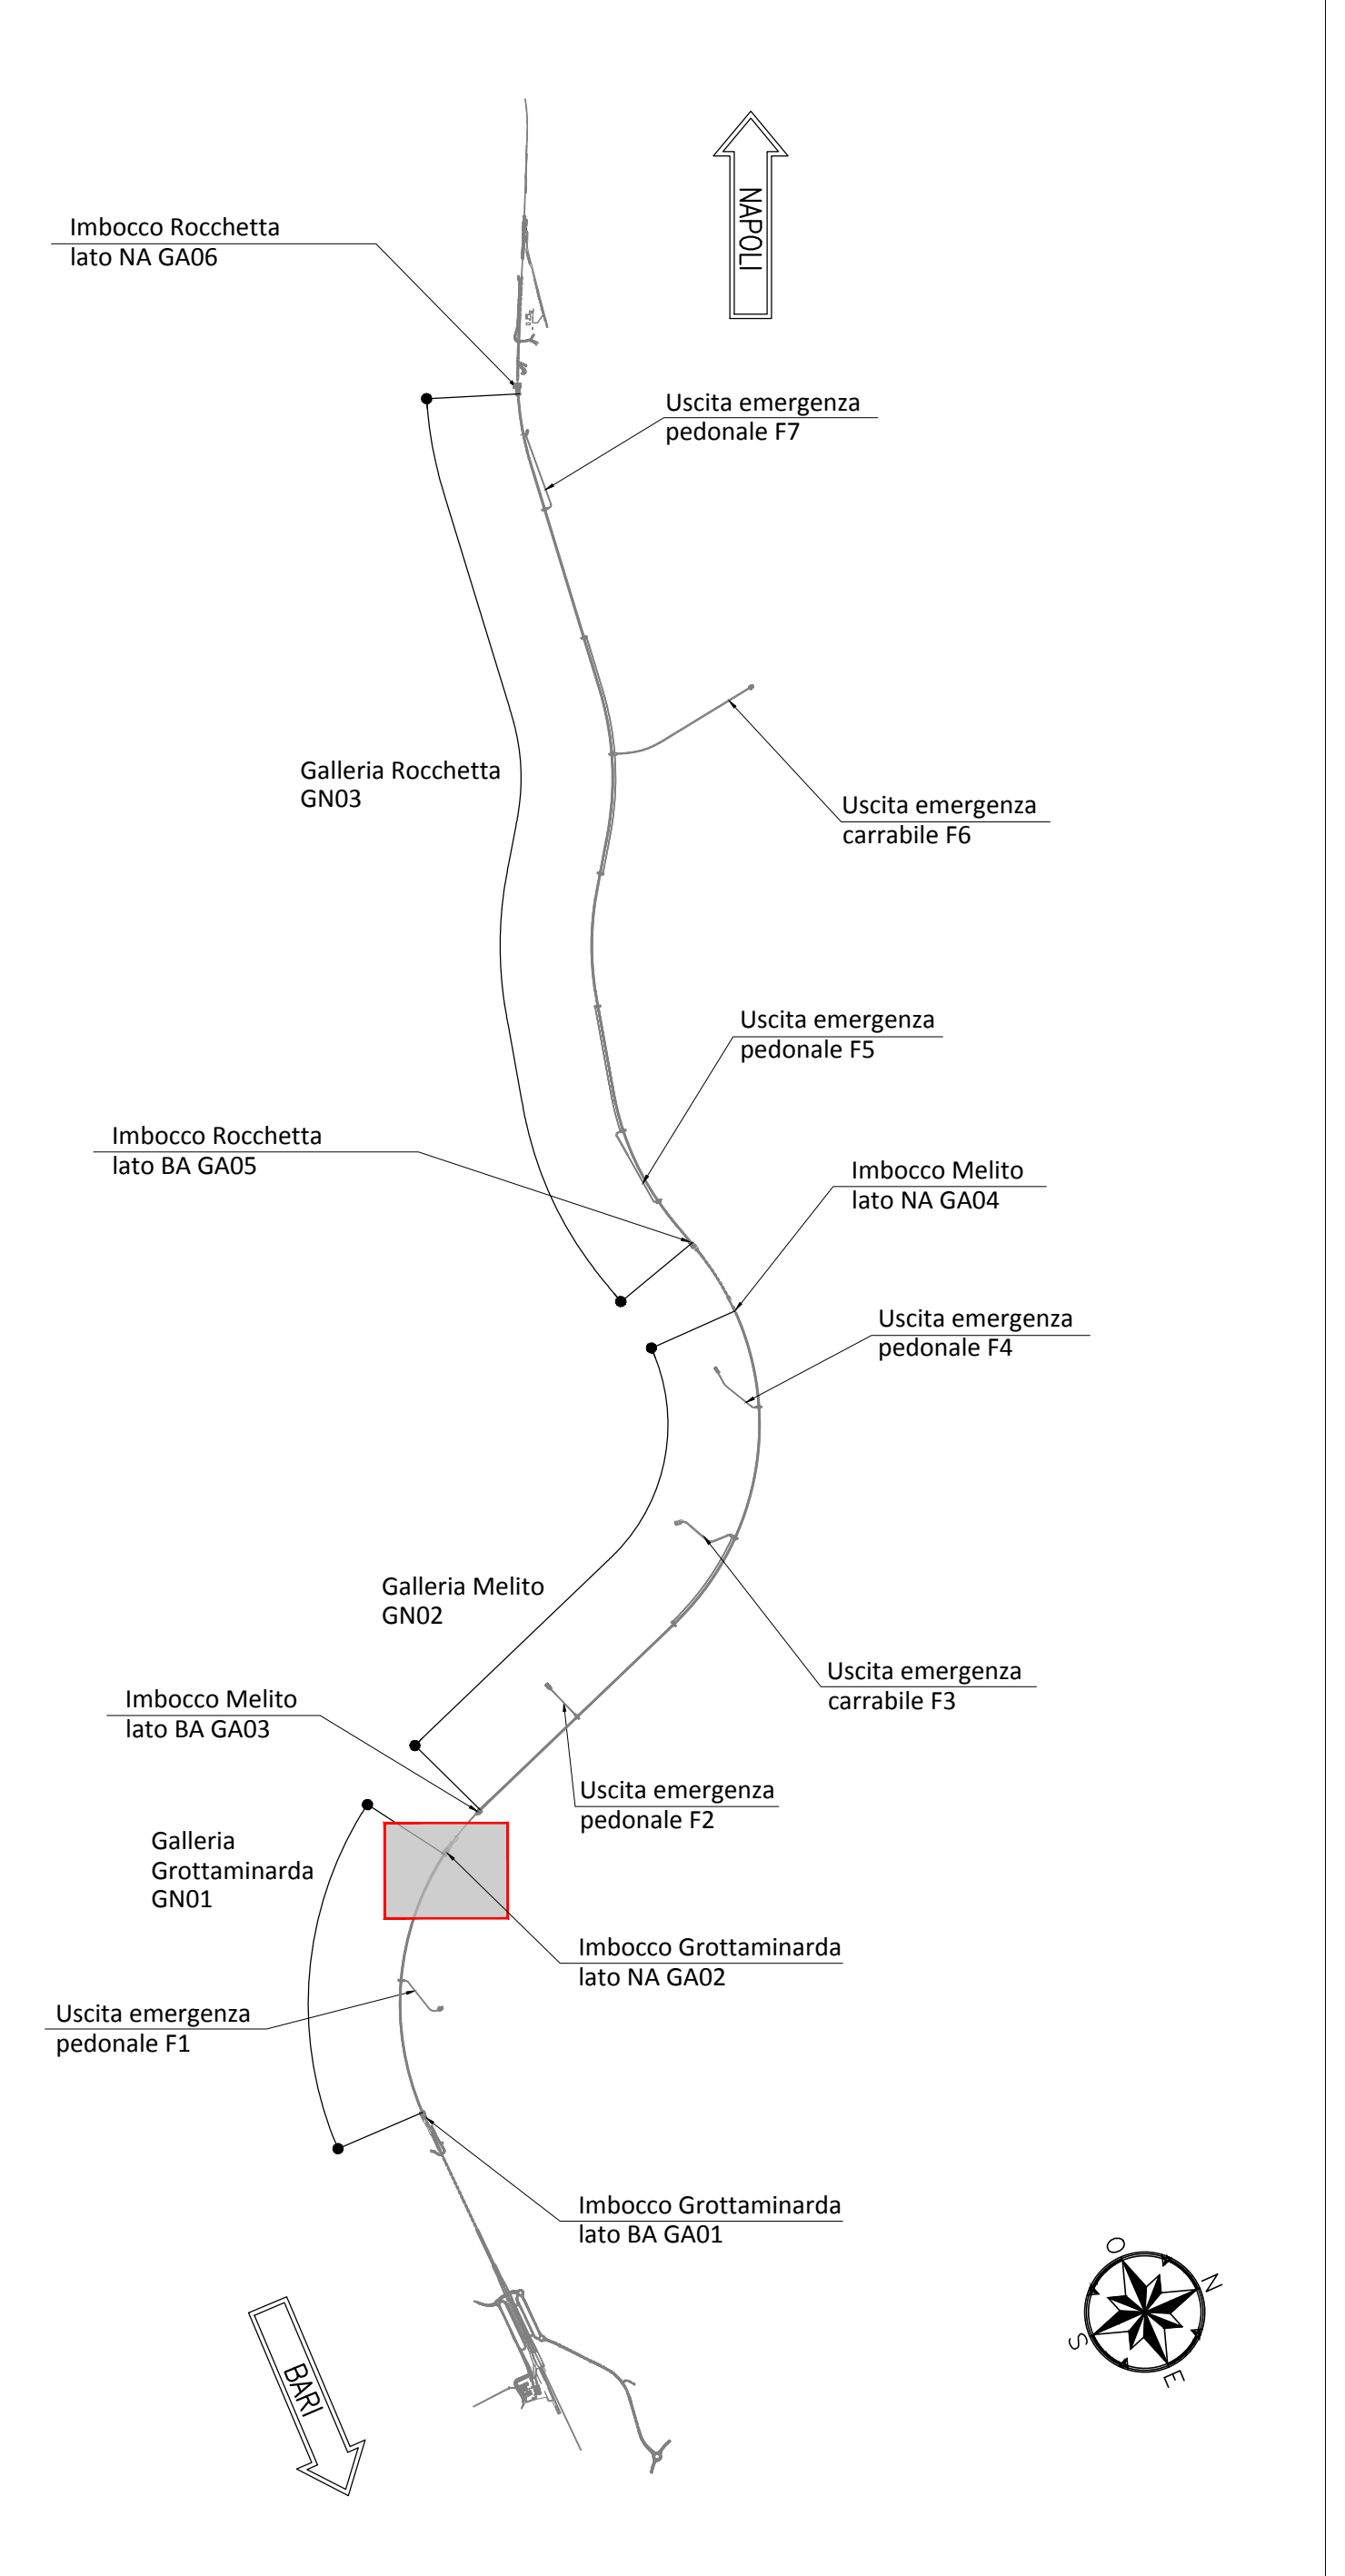 NAPOLI
Imbocco Rocchetta
lato NA GA06
Uscita emergenza
pedonale F7
Galleria Rocchetta
GN03
Uscita emergenza
carrabile F6
Uscita emergenza
pedonale F5
Imbocco Rocchetta
lato BA GA05
Imbocco Melito
lato NA GA04
Uscita emergenza
pedonale F4
Galleria Melito
GN02
Uscita emergenza
carrabile F3
Imbocco Melito
lato BA GA03
Uscita emergenza
pedonale F2
Galleria
Grottaminarda
GN01
Imbocco Grottaminarda
lato NA GA02
Uscita emergenza
pedonale F1
Imbocco Grottaminarda
lato BA GA01
O
N
S
E
BARI